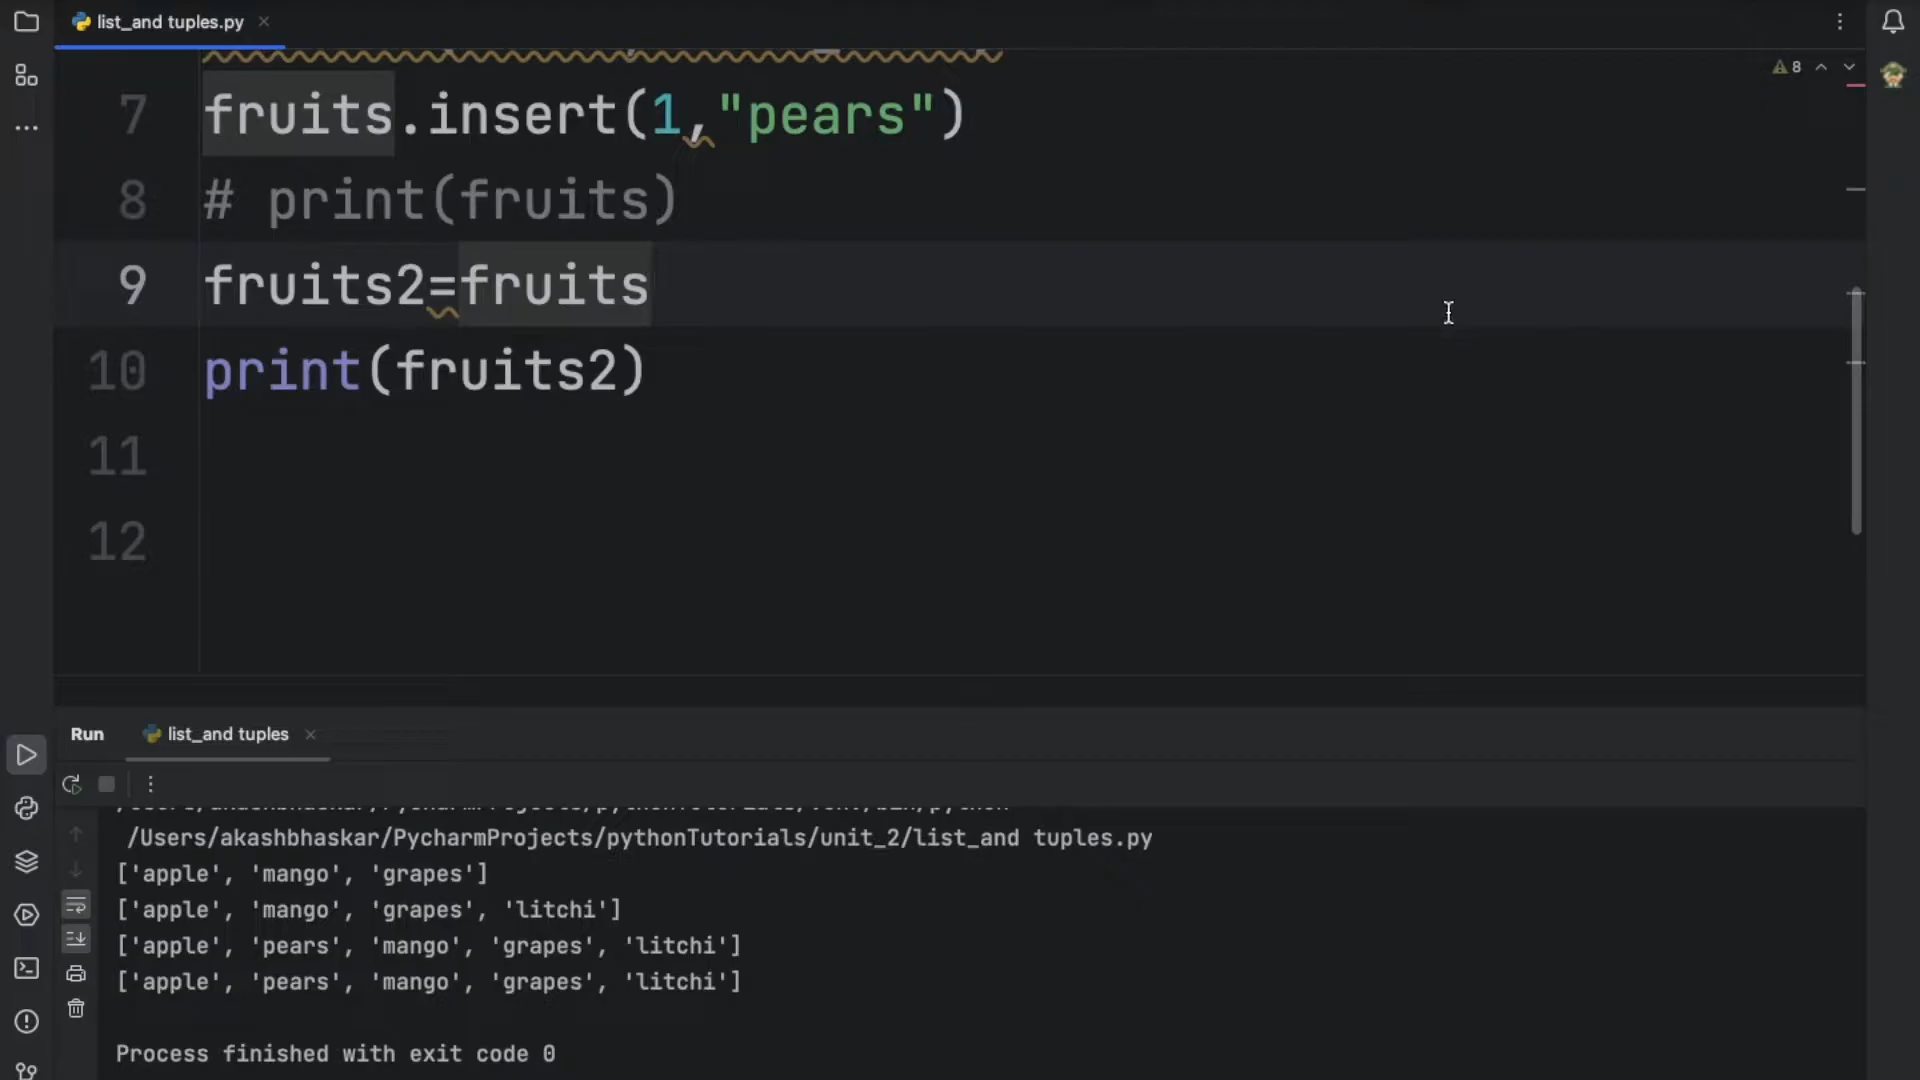 list_and tuples.py
8
7 fruits.insert(1,"pears")
8 # print(fruits)
9 fruits2=fruits
10 print(fruits2)
11
12
Run list_and tuples
/Users/akashbhaskar/PycharmProjects/pythonTutorials/unit_2/list_and tuples.py
['apple', 'mango', 'grapes']
['apple', 'mango', 'grapes', 'litchi']
['apple', 'pears', 'mango', 'grapes', 'litchi']
['apple', 'pears', 'mango', 'grapes', 'litchi']
Process finished with exit code 0